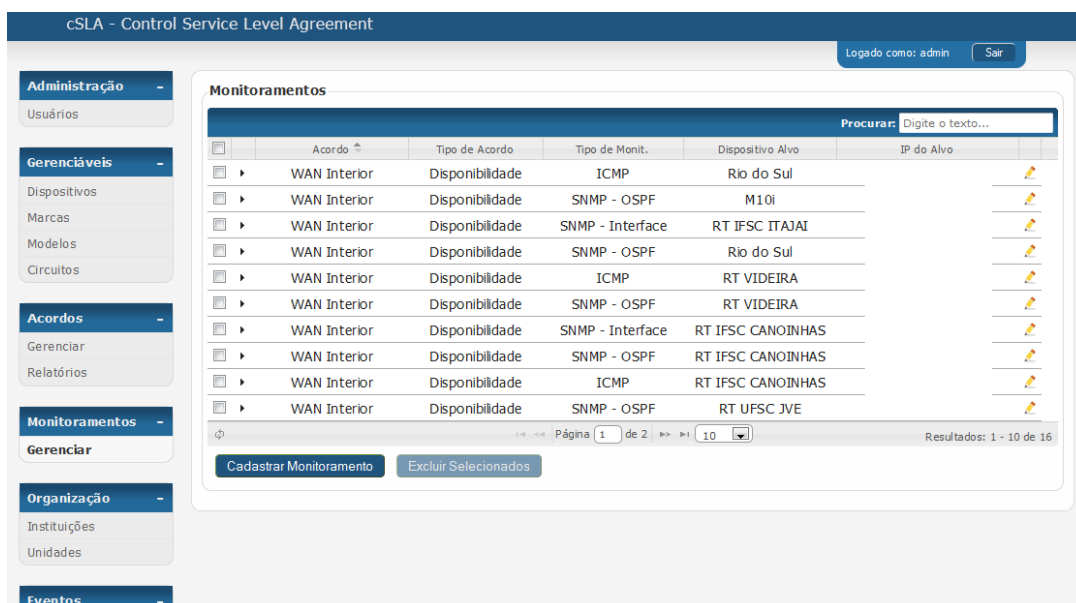 cSLA - Control Service Level Agreement
Logado como: admin Sair
Administração -
Usuários
Gerenciáveis -
Dispositivos
Marcas
Modelos
Circuitos
Acordos -
Gerenciar
Relatórios
Monitoramentos -
Gerenciar
Organização -
Instituições
Unidades
Eventos -
Monitoramentos
Procurar: Digite o texto...
Acordo Tipo de Acordo Tipo de Monit. Dispositivo Alvo IP do Alvo
WAN Interior Disponibilidade ICMP Rio do Sul
WAN Interior Disponibilidade SNMP - OSPF M10i
WAN Interior Disponibilidade SNMP - Interface RT IFSC ITAJAI
WAN Interior Disponibilidade SNMP - OSPF Rio do Sul
WAN Interior Disponibilidade ICMP RT VIDEIRA
WAN Interior Disponibilidade SNMP - OSPF RT VIDEIRA
WAN Interior Disponibilidade SNMP - Interface RT IFSC CANOINHAS
WAN Interior Disponibilidade SNMP - OSPF RT IFSC CANOINHAS
WAN Interior Disponibilidade ICMP RT IFSC CANOINHAS
WAN Interior Disponibilidade SNMP - OSPF RT UFSC JVE
Página 1 de 2 10 Resultados: 1 - 10 de 16
Cadastrar Monitoramento Excluir Selecionados